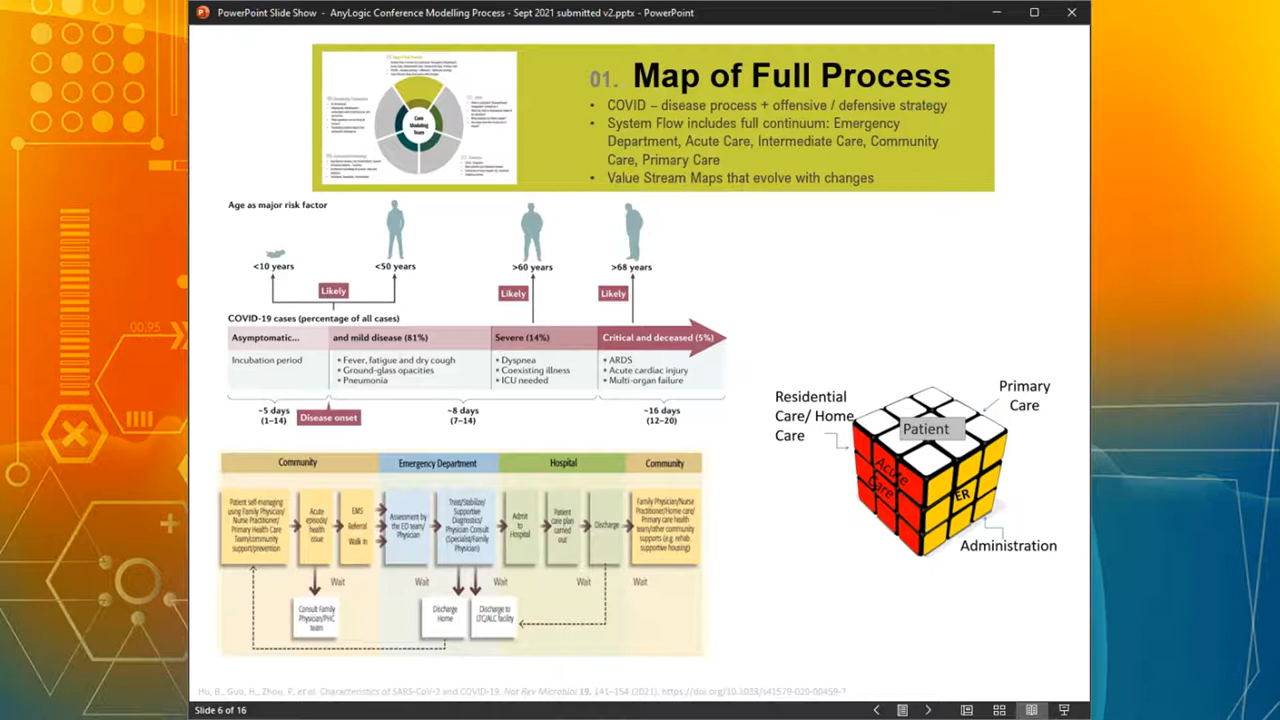 PowerPoint Slide Show - AnyLogic Conference Modelling Process - Sept 2021 submitted v2.pptx - PowerPoint
01. Map of Full Process
• COVID – disease process + offensive / defensive strategy
• System Flow includes full continuum: Emergency
Department, Acute Care, Intermediate Care, Community
Care, Primary Care
• Value Stream Maps that evolve with changes
Core
Modeling
Team
Age as major risk factor
<10 years
<50 years
>60 years
>68 years
Likely
Likely
Likely
COVID-19 cases (percentage of all cases)
Asymptomatic...
and mild disease (81%)
Severe (14%)
Critical and deceased (5%)
Incubation period
• Fever, fatigue and dry cough
• Ground-glass opacities
• Pneumonia
• Dyspnea
• Coexisting illness
• ICU needed
• ARDS
• Acute cardiac injury
• Multi-organ failure
~5 days
(1–14)
Disease onset
~8 days
(7–14)
~16 days
(12–20)
Residential
Care/ Home
Care
Primary
Care
Patient
Acute
Care
ER
Administration
Community
Emergency Department
Hospital
Community
Patient self-managing
using Family Physician/
Nurse Practitioner/
Primary Health Care
Team/community
support/prevention
Acute
episode/
health
issue
EMS
Referral
Walk In
Assessment by
the ED team/
Physician
Treat/Stabilize/
Supportive
Diagnostics/
Physician Consult
(Specialist/Family
Physician)
Admit
to
Hospital
Patient
care plan
carried
out
Discharge
Family Physician/Nurse
Practitioner/Home care/
Primary care health
team/other community
supports (e.g. rehab
supportive housing)
Wait
Wait
Wait
Wait
Wait
Consult Family
Physician/PHC
team
Discharge
Home
Discharge to
LTC/ALC facility
Hu, B., Guo, H., Zhou, P. et al. Characteristics of SARS-CoV-2 and COVID-19. Nat Rev Microbiol 19, 141–154 (2021). https://doi.org/10.1038/s41579-020-00459-7
Slide 6 of 16
00.95